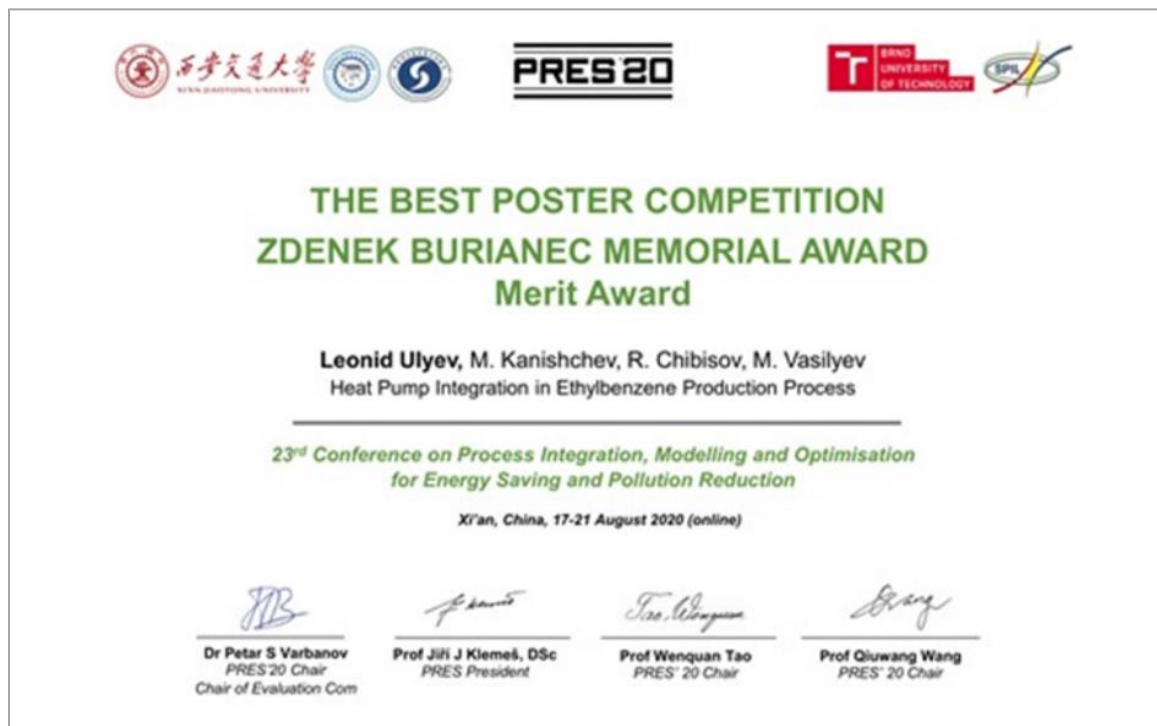 西安交通大学
XI'AN JIAOTONG UNIVERSITY
PRES'20
T BRNO
UNIVERSITY
OF TECHNOLOGY
SPIL
THE BEST POSTER COMPETITION
ZDENEK BURIANEC MEMORIAL AWARD
Merit Award
Leonid Ulyev, M. Kanishchev, R. Chibisov, M. Vasilyev
Heat Pump Integration in Ethylbenzene Production Process
23rd Conference on Process Integration, Modelling and Optimisation
for Energy Saving and Pollution Reduction
Xi'an, China, 17-21 August 2020 (online)
Tao. Wenquan
Dr Petar S Varbanov
PRES'20 Chair
Chair of Evaluation Com
Prof Jiří J Klemeš, DSc
PRES President
Prof Wenquan Tao
PRES' 20 Chair
Prof Qiuwang Wang
PRES' 20 Chair